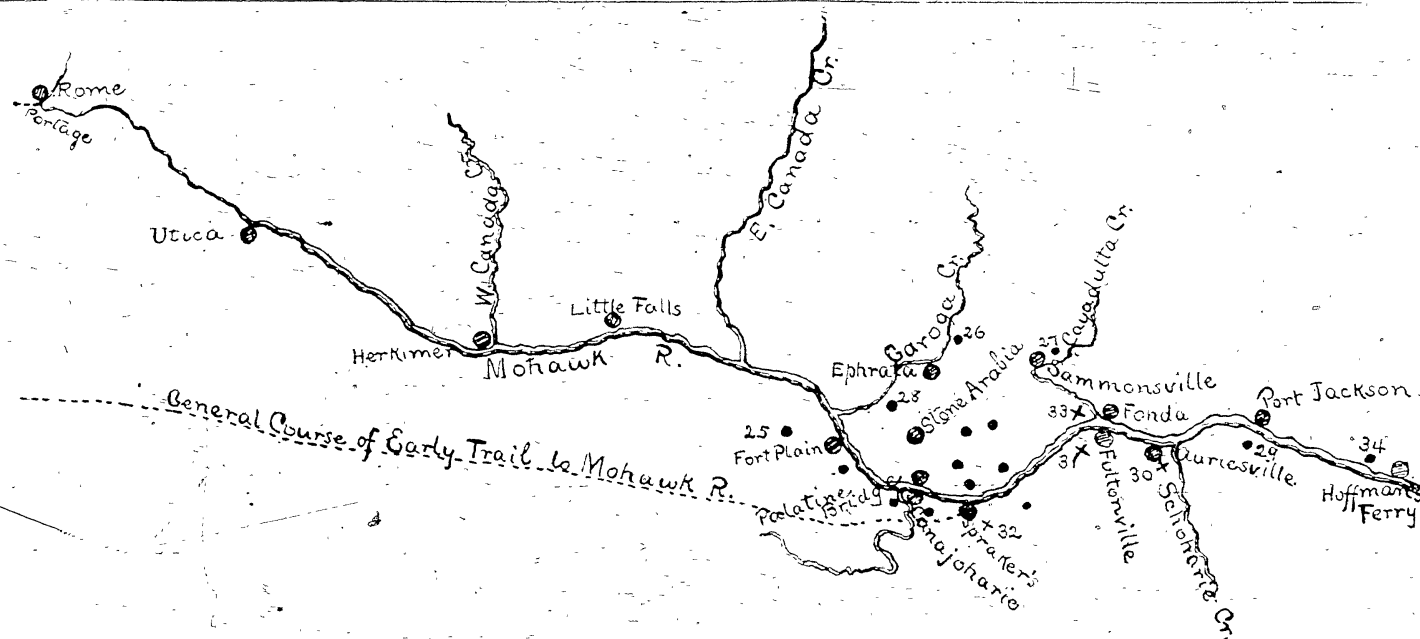 Rome
Portage
E. Canada Cr.
W. Canada Cr.
Utica
Little Falls
Herkimer
Mohawk R.
Garoga Cr.
Cayadutta Cr.
26
27
Ephrata
Stone Arabia
Sammonsville
28
33
Fonda
Port Jackson
General Course of Early Trail to Mohawk R.
25
Fort Plain
31
Fultonville
30
Auriesville
29
34
Hoffman's
Ferry
Palatine
Bridge
Canajoharie
Spraker's
32
Schoharie Cr.